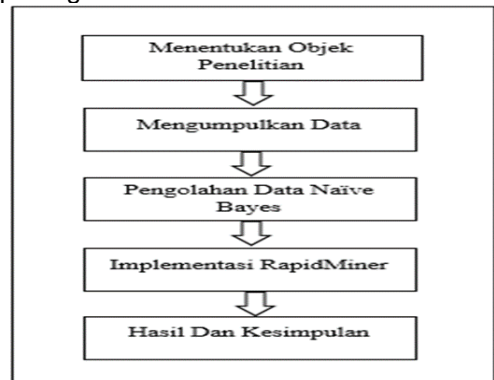 Menentukan Objek
Penelitian
Mengumpulkan Data
Pengolahan Data Naïve
Bayes
Implementasi RapidMiner
Hasil Dan Kesimpulan